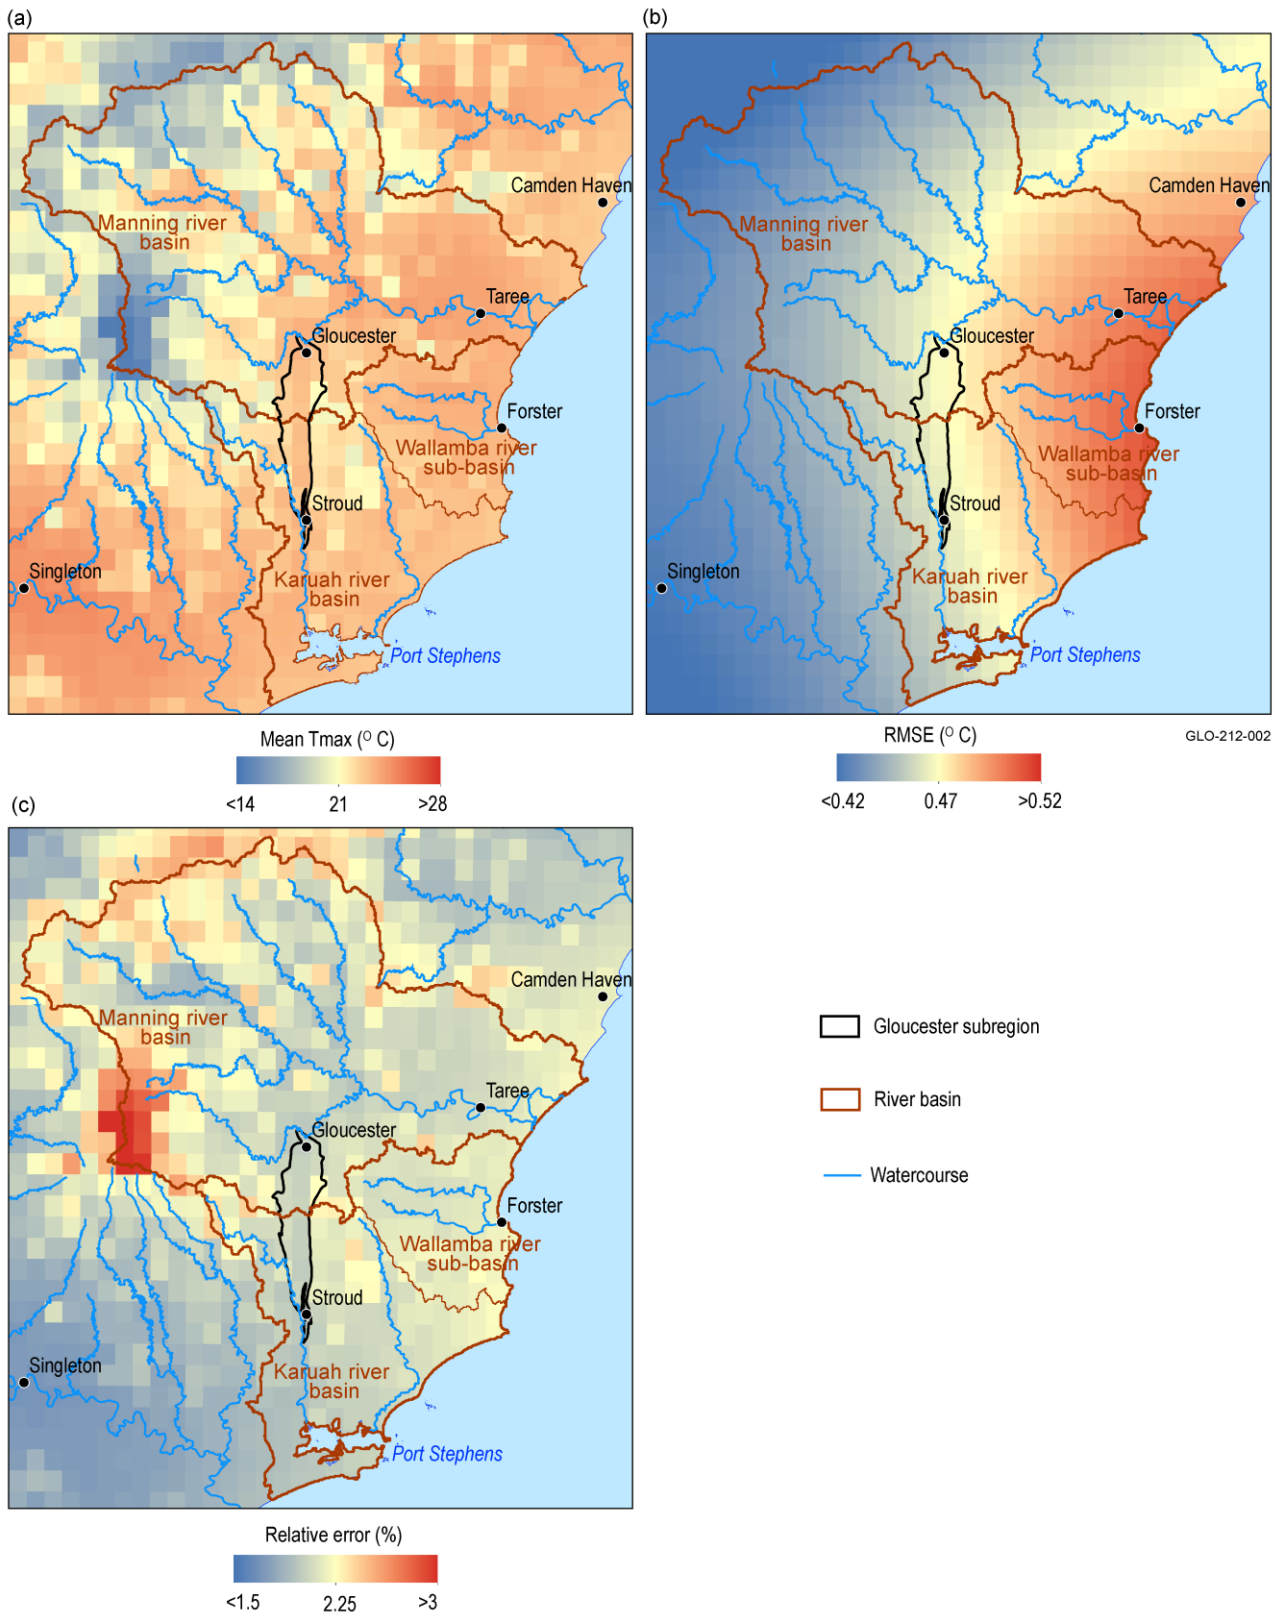 (a)
Camden Haven
Manning river
basin
Taree
Gloucester
Forster
Wallamba river
sub-basin
Stroud
Singleton
Karuah river
basin
Port Stephens
Mean Tmax (° C)
<14 21 >28
(b)
Camden Haven
Manning river
basin
Taree
Gloucester
Forster
Wallamba river
sub-basin
Stroud
Singleton
Karuah river
basin
Port Stephens
RMSE (° C)
<0.42 0.47 >0.52
GLO-212-002
(c)
Camden Haven
Manning river
basin
Taree
Gloucester
Forster
Wallamba river
sub-basin
Stroud
Singleton
Karuah river
basin
Port Stephens
Relative error (%)
<1.5 2.25 >3
Gloucester subregion
River basin
Watercourse